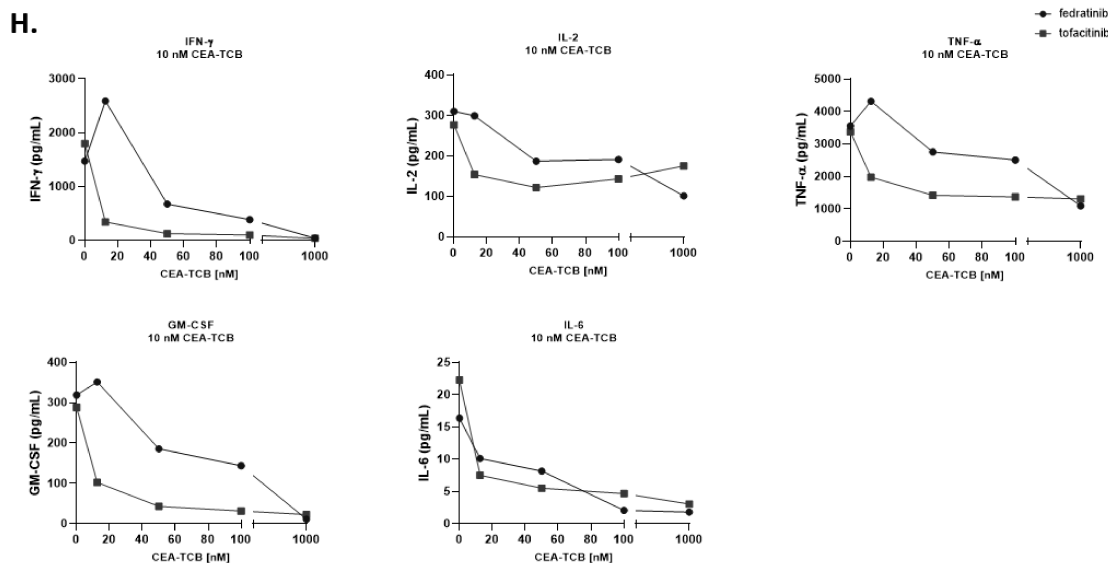 H.
fedratinib
tofacitinib
IFN-γ
10 nM CEA-TCB
IFN-γ (pg/mL)
3000
2000
1000
0
0 20 40 60 80 100 1000
CEA-TCB [nM]
IL-2
10 nM CEA-TCB
IL-2 (pg/mL)
400
300
200
100
0
0 20 40 60 80 100 1000
CEA-TCB [nM]
TNF-α
10 nM CEA-TCB
TNF-α (pg/mL)
5000
4000
3000
2000
1000
0
0 20 40 60 80 100 1000
CEA-TCB [nM]
GM-CSF
10 nM CEA-TCB
GM-CSF (pg/mL)
400
300
200
100
0
0 20 40 60 80 100 1000
CEA-TCB [nM]
IL-6
10 nM CEA-TCB
IL-6 (pg/mL)
25
20
15
10
5
0
0 20 40 60 80 100 1000
CEA-TCB [nM]